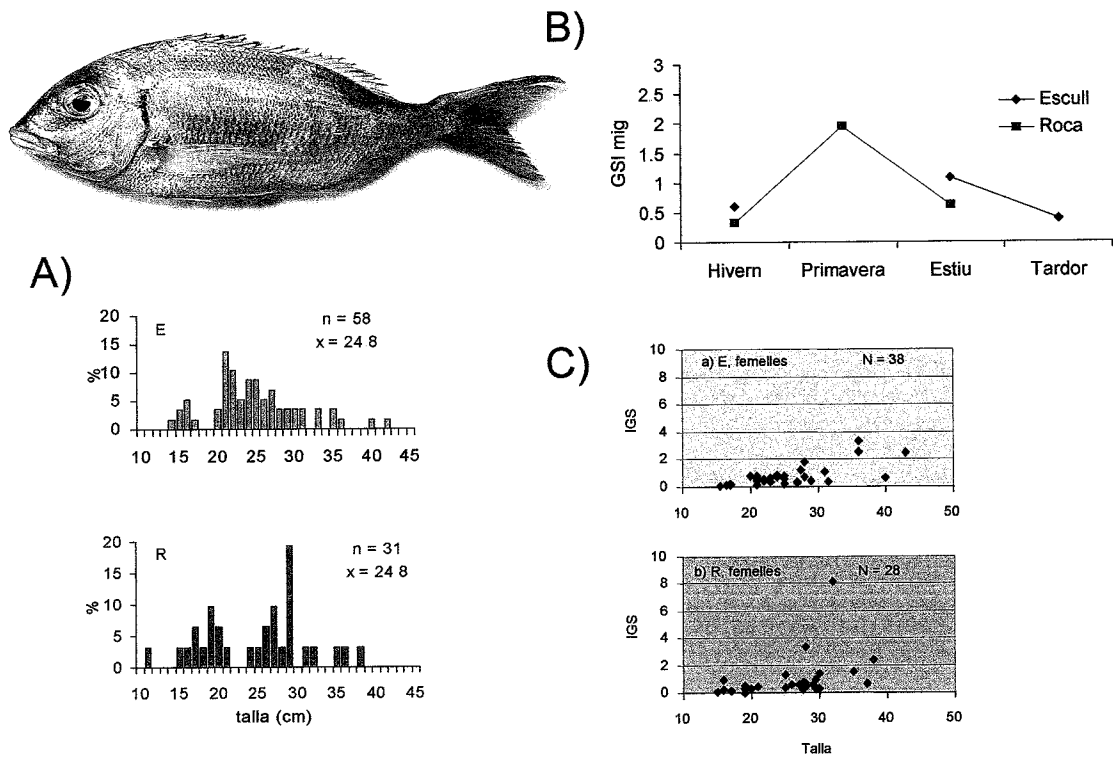 B)
3
2.5
2
1.5
1
0.5
0
GSI mig
Escull
Roca
Hivern Primavera Estiu Tardor
A)
20
15
10
5
0
%
E
n = 58
x = 24 8
10 15 20 25 30 35 40 45
20
15
10
5
0
%
R
n = 31
x = 24 8
10 15 20 25 30 35 40 45
talla (cm)
C)
10
8
6
4
2
0
IGS
a) E, femelles N = 38
10 20 30 40 50
10
8
6
4
2
0
IGS
b) R, femelles N = 28
10 20 30 40 50
Talla